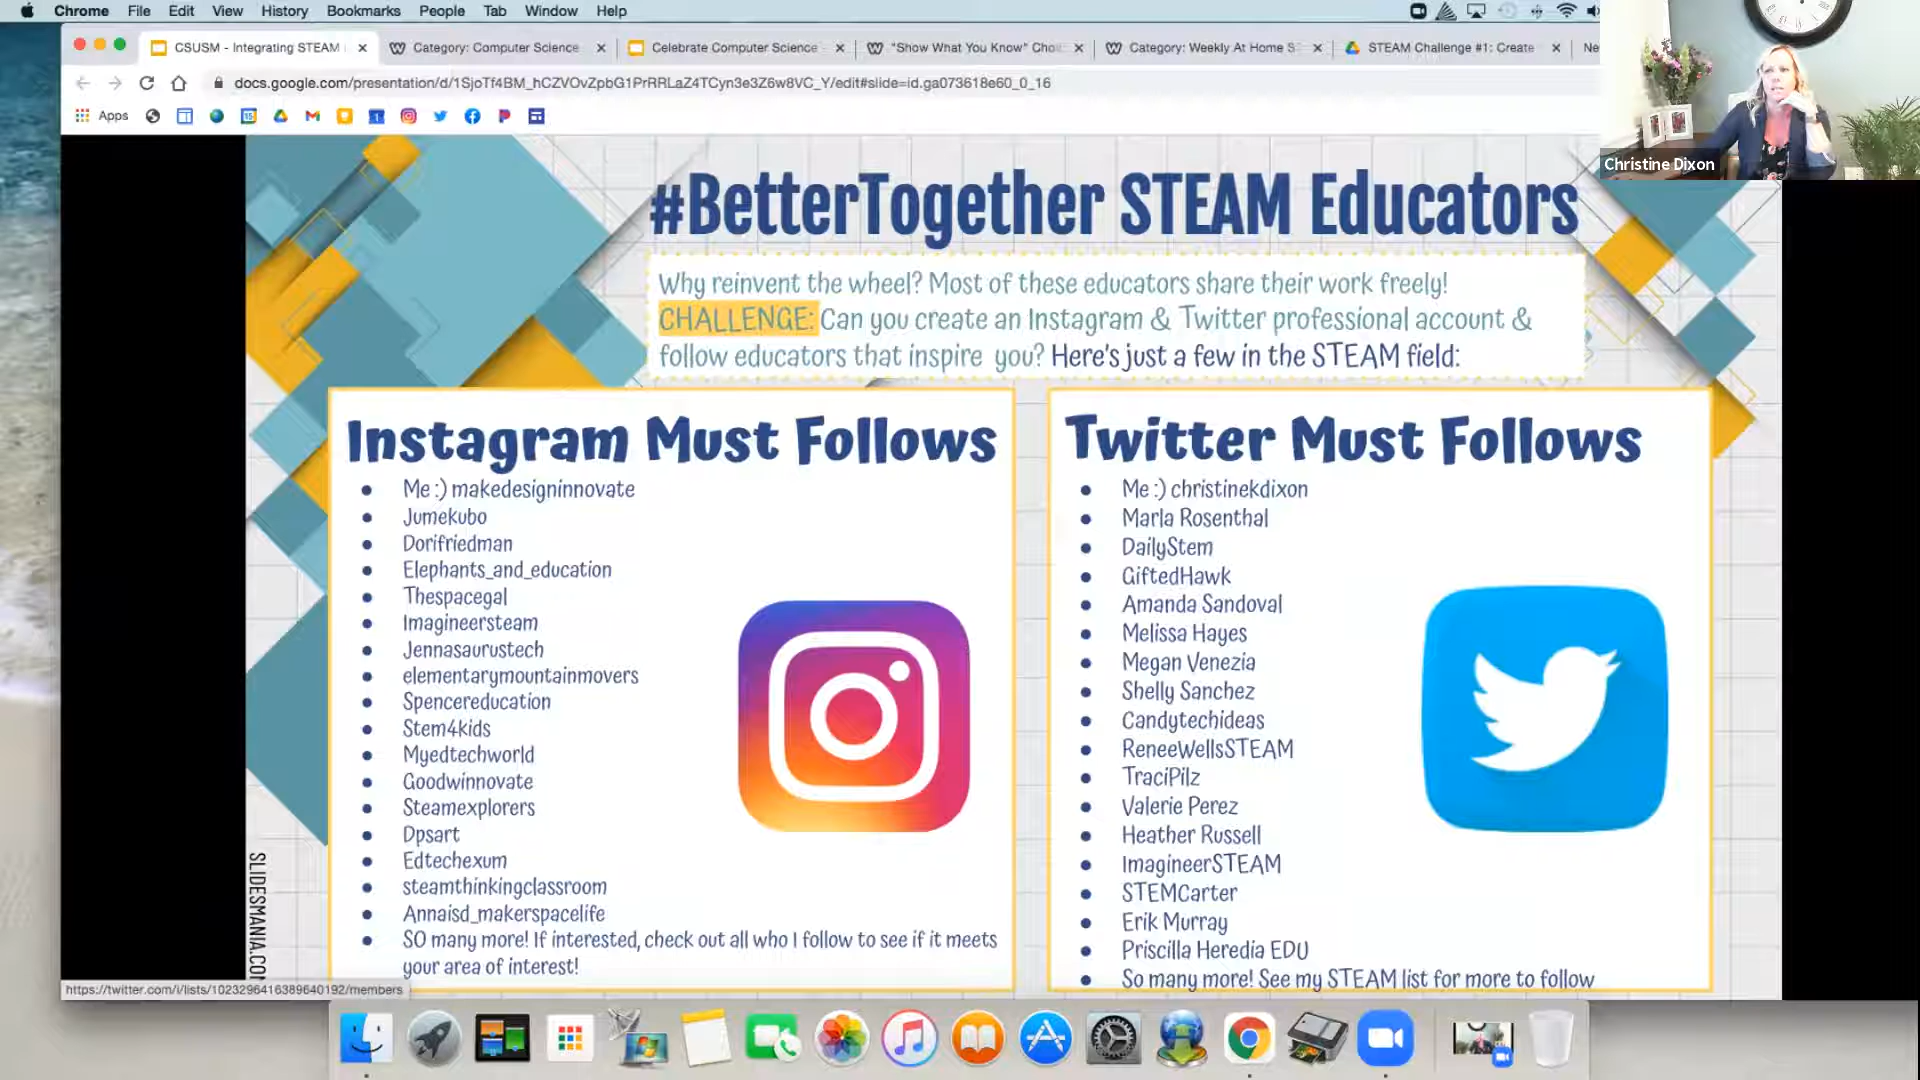 Chrome File Edit View History Bookmarks People Tab Window Help
CSUSM - Integrating STEAM
Category: Computer Science
Celebrate Computer Science
"Show What You Know" Choi
Category: Weekly At Home S
STEAM Challenge #1: Create
Ne
docs.google.com/presentation/d/1SjoTf4BM_hCZVOvZpbG1PrRRLaZ4TCyn3e3Z6w8VC_Y/edit#slide=id.ga073618e60_0_16
Apps
Christine Dixon
#BetterTogether STEAM Educators
Why reinvent the wheel? Most of these educators share their work freely!
CHALLENGE: Can you create an Instagram & Twitter professional account &
follow educators that inspire you? Here's just a few in the STEAM field:
Instagram Must Follows
Me :) makedesigninnovate
Jumekubo
Dorifriedman
Elephants_and_education
Thespacegal
Imagineersteam
Jennasaurustech
elementarymountainmovers
Spencereducation
Stem4kids
Myedtechworld
Goodwinnovate
Steamexplorers
Dpsart
Edtechexum
steamthinkingclassroom
Annaisd_makerspacelife
SO many more! If interested, check out all who I follow to see if it meets
your area of interest!
Twitter Must Follows
Me :) christinekdixon
Marla Rosenthal
DailyStem
GiftedHawk
Amanda Sandoval
Melissa Hayes
Megan Venezia
Shelly Sanchez
Candytechideas
ReneeWellsSTEAM
TraciPilz
Valerie Perez
Heather Russell
ImagineerSTEAM
STEMCarter
Erik Murray
Priscilla Heredia EDU
So many more! See my STEAM list for more to follow
SLIDESMANIA.CO
https://twitter.com/i/lists/1023296416389640192/members